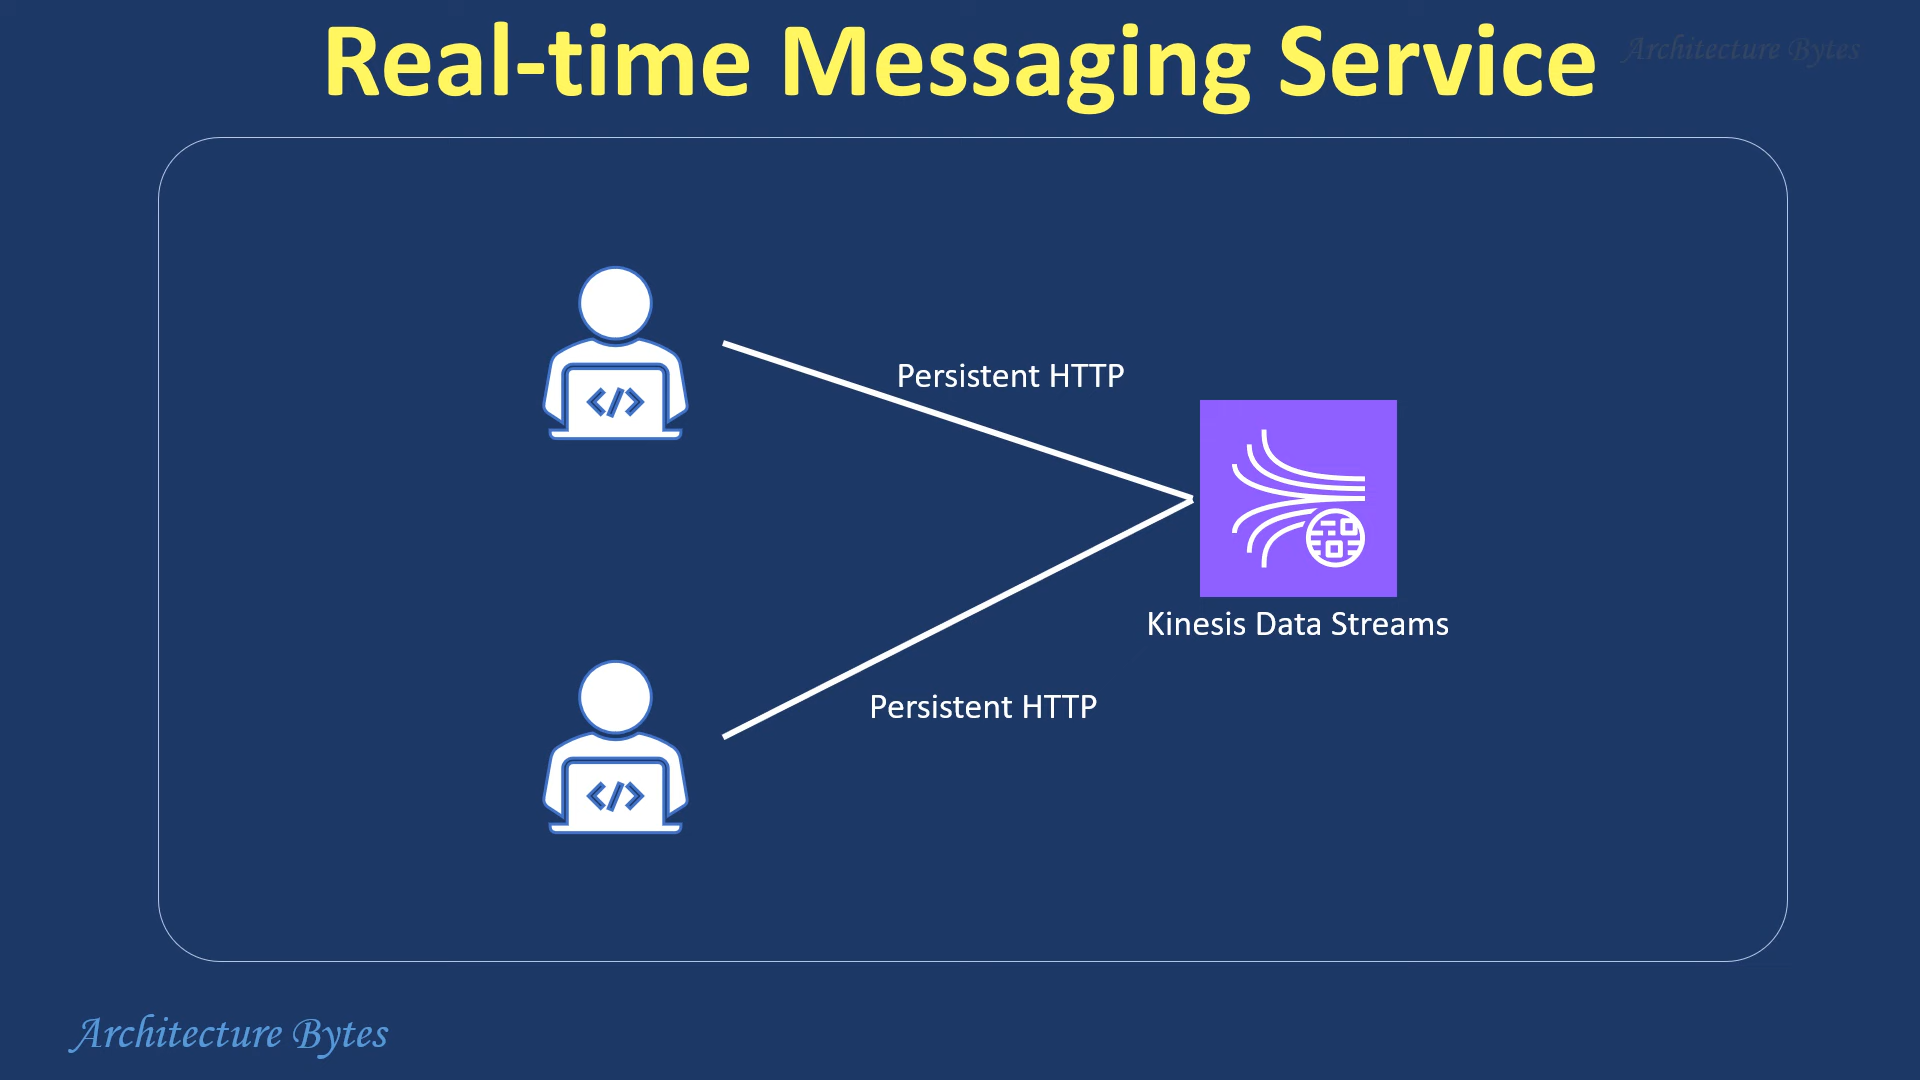 Real-time Messaging Service
Architecture Bytes
Persistent HTTP
</>
Kinesis Data Streams
Persistent HTTP
</>
Architecture Bytes